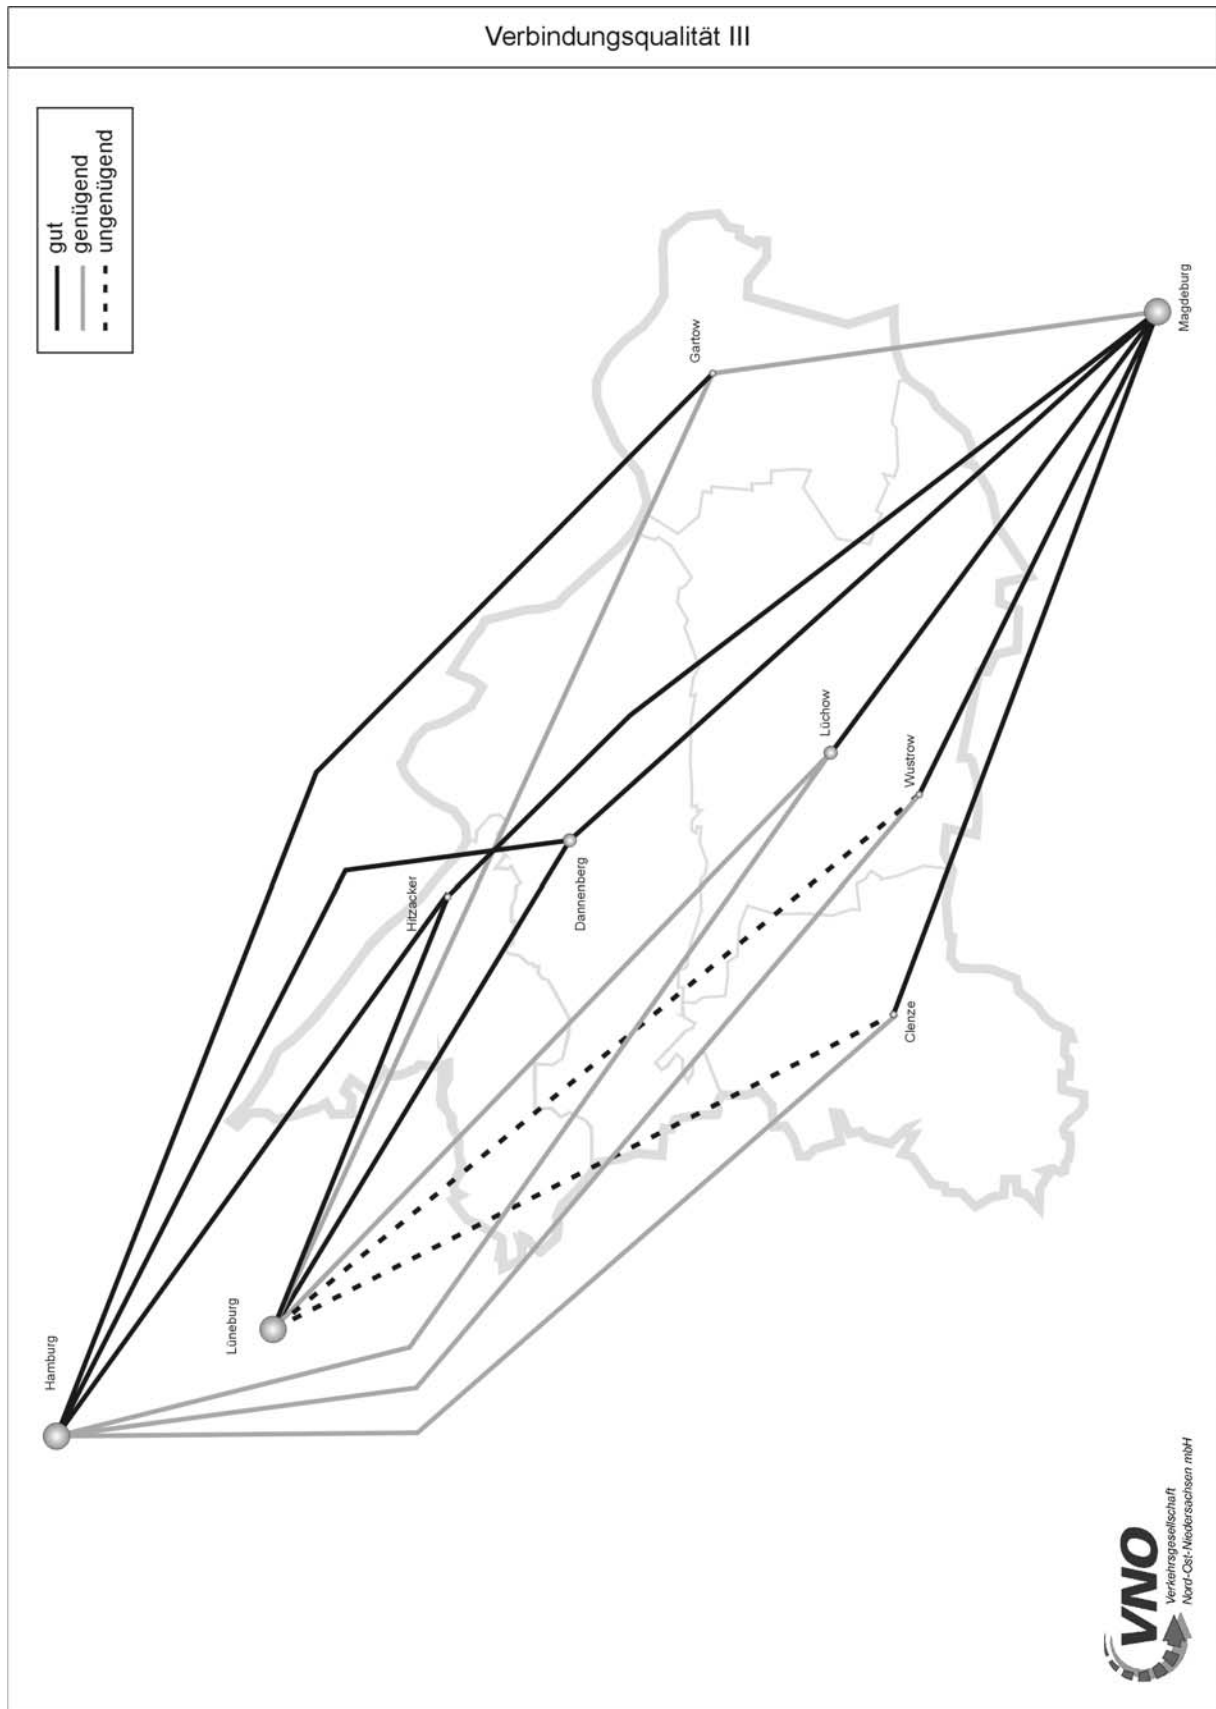 Verbindungsqualität III
gut
genügend
ungenügend
Hamburg
Lüneburg
Hitzacker
Dannenberg
Gartow
Lüchow
Wustrow
Clenze
Magdeburg
VNO
Verkehrsgesellschaft
Nord-Ost-Niedersachsen mbH